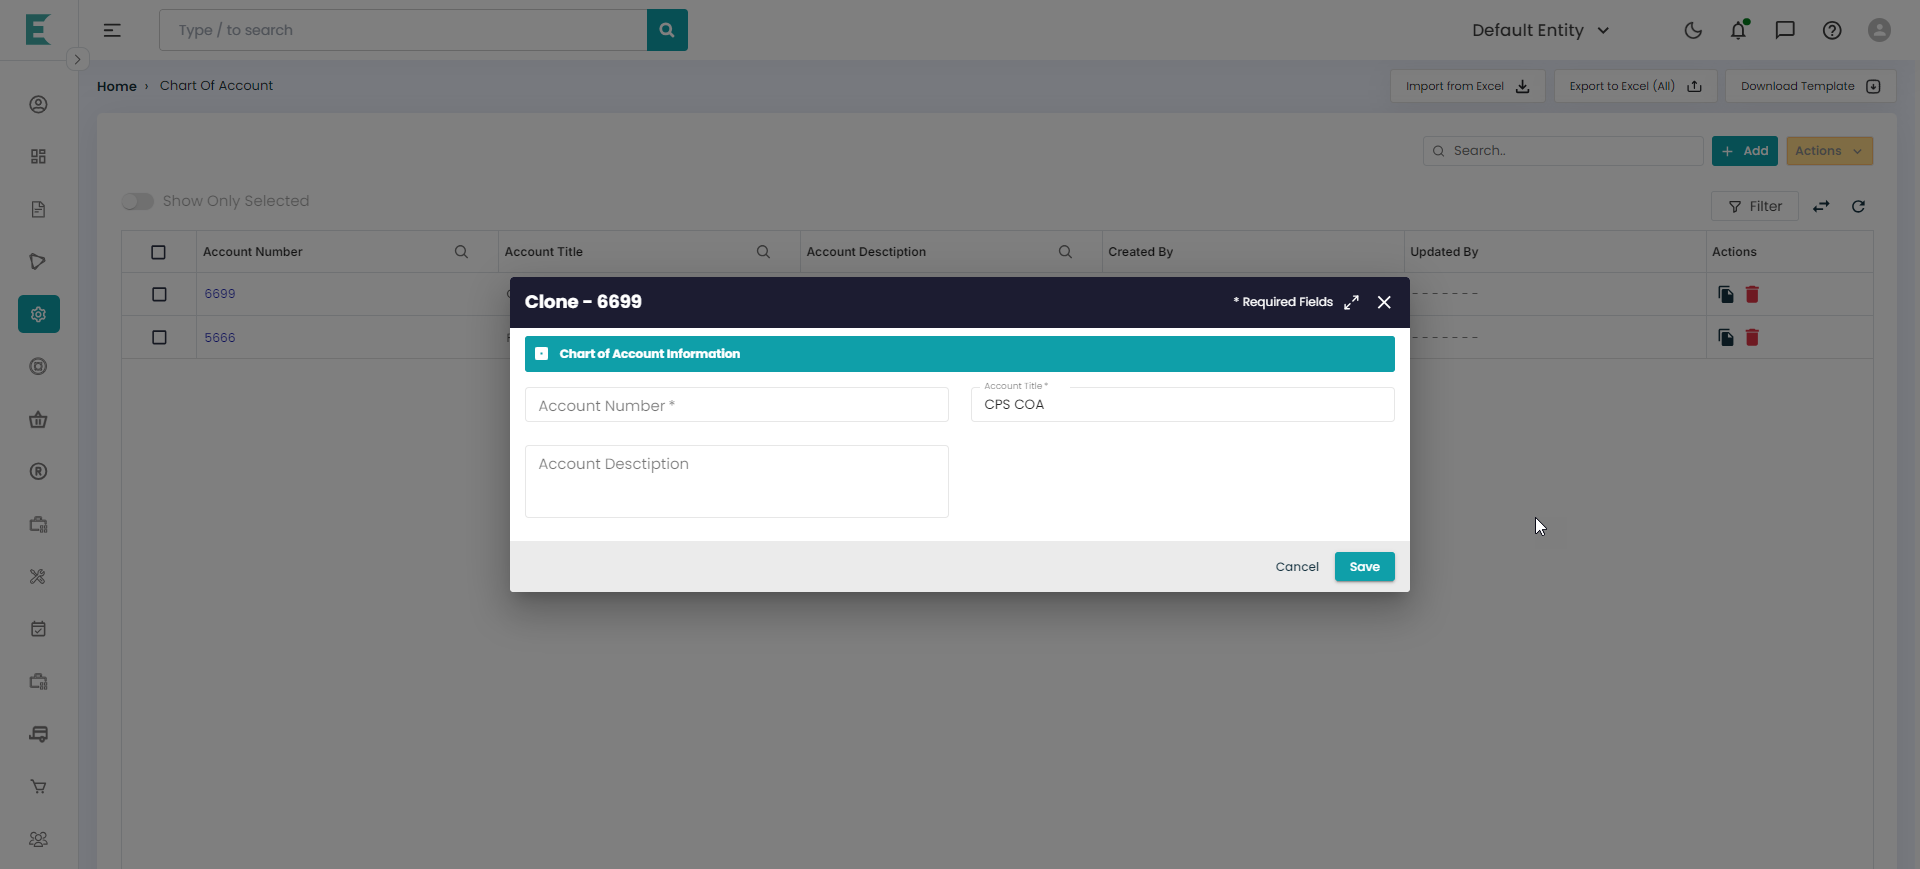 Type / to search
Default Entity
Home › Chart Of Account
Import from Excel
Export to Excel (All)
Download Template
Search..
+ Add
Actions
Show Only Selected
Filter
Account Number
Account Title
Account Desctiption
Created By
Updated By
Actions
6699
-------
5666
-------
Clone - 6699
* Required Fields
Chart of Account Information
Account Number *
Account Title *
CPS COA
Account Desctiption
Cancel
Save